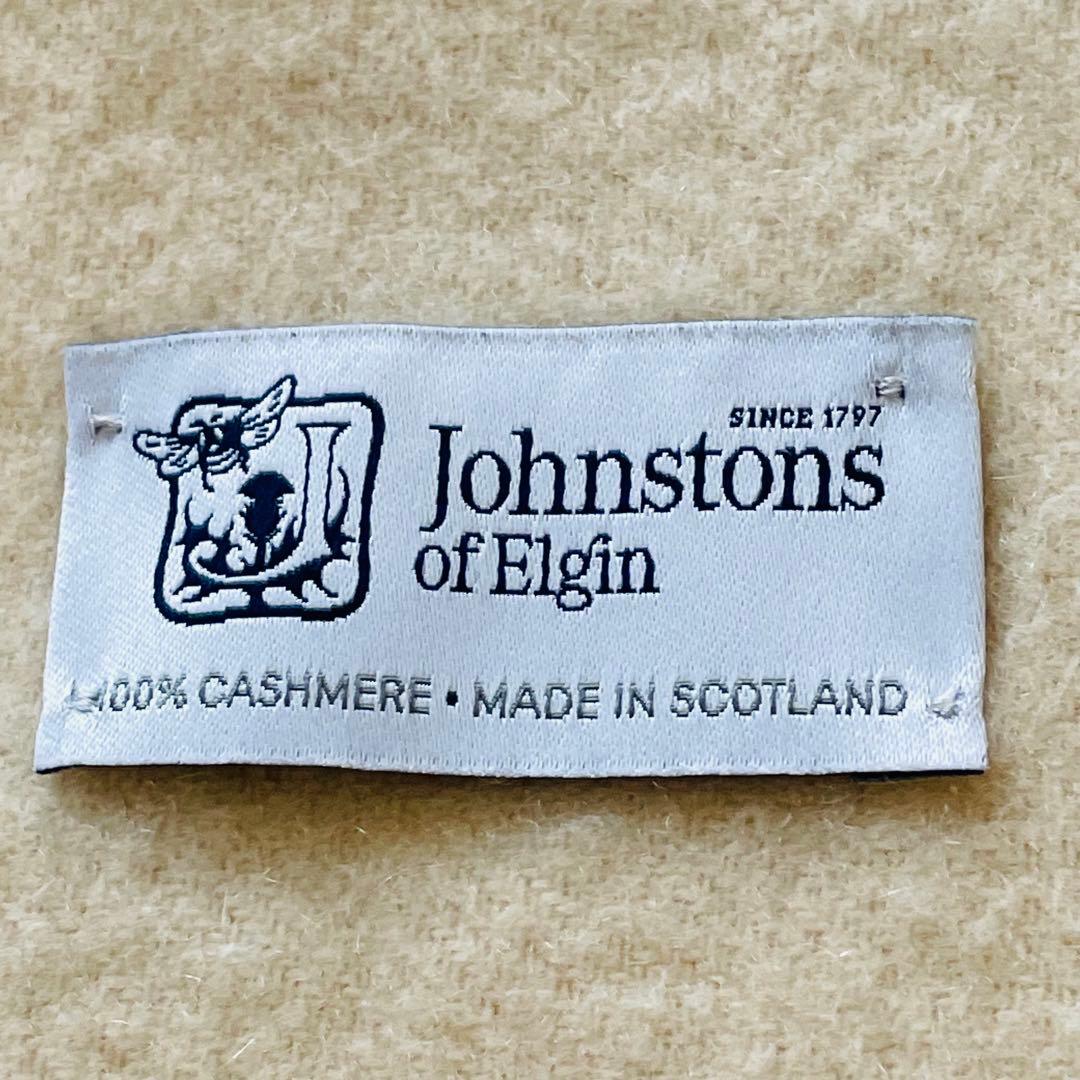 SINCE 1797
Johnstons
of Elgin
100% CASHMERE • MADE IN SCOTLAND